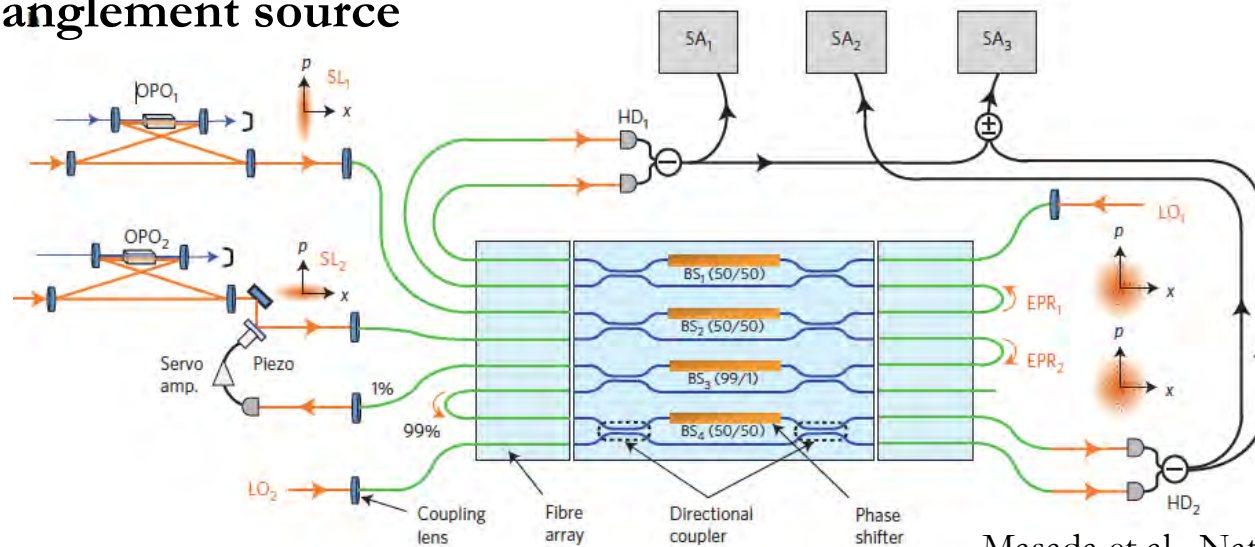 anglement source
SA1
SA2
SA3
p
SL1
OPO1
x
HD1
±
−
LO1
OPO2
p
SL2
x
p
x
BS1 (50/50)
EPR1
BS2 (50/50)
p
Servo
amp.
Piezo
1%
BS3 (99/1)
EPR2
x
99%
BS4 (50/50)
−
LO2
HD2
Coupling
lens
Fibre
array
Directional
coupler
Phase
shifter